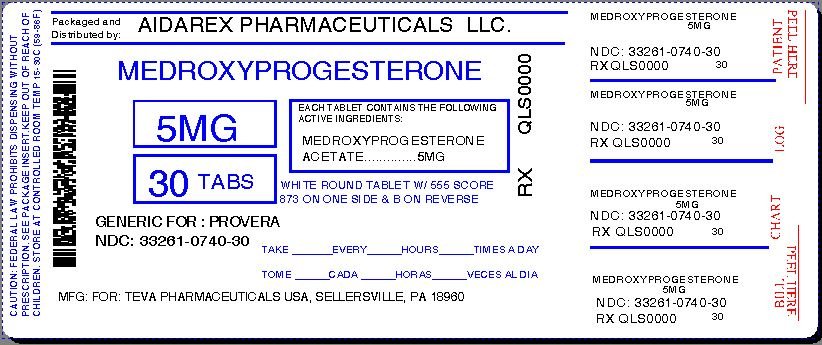 CAUTION: FEDERAL LAW PROHIBITS DISPENSING WITHOUT
PRESCRIPTION. SEE PACKAGE INSERT. KEEP OUT OF REACH OF
CHILDREN. STORE AT CONTROLLED ROOM TEMP 15-30C (59-86F)
Packaged and
Distributed by:
AIDAREX PHARMACEUTICALS LLC.
MEDROXYPROGESTERONE
5MG
30 TABS
EACH TABLET CONTAINS THE FOLLOWING
ACTIVE INGREDIENTS:
MEDROXYPROGESTERONE
ACETATE..............5MG
WHITE ROUND TABLET W/ 555 SCORE
873 ON ONE SIDE & B ON REVERSE
RX QLS0000
GENERIC FOR : PROVERA
NDC: 33261-0740-30
TAKE ______EVERY______HOURS______TIMES A DAY
TOME ______CADA ______HORAS______VECES AL DIA
MFG: FOR: TEVA PHARMACEUTICALS USA, SELLERSVILLE, PA 18960
MEDROXYPROGESTERONE
5MG
NDC: 33261-0740-30
RX QLS0000 30
PATIENT
PEEL HERE
MEDROXYPROGESTERONE
5MG
NDC: 33261-0740-30
RX QLS0000 30
LOG
MEDROXYPROGESTERONE
5MG
NDC: 33261-0740-30
RX QLS0000 30
CHART
MEDROXYPROGESTERONE
5MG
NDC: 33261-0740-30
RX QLS0000 30
BILL
PEEL HERE